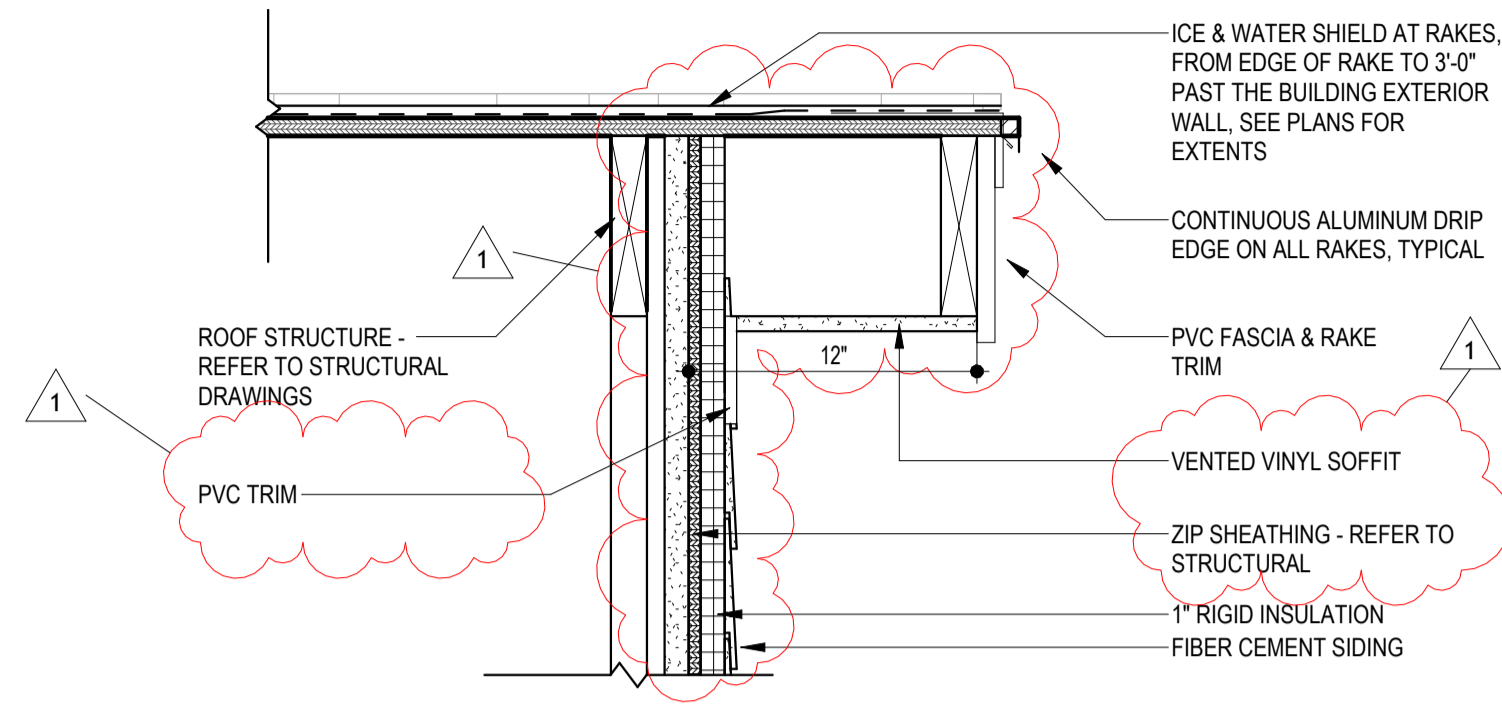 ICE & WATER SHIELD AT RAKES,
FROM EDGE OF RAKE TO 3'-0"
PAST THE BUILDING EXTERIOR
WALL, SEE PLANS FOR
EXTENTS
CONTINUOUS ALUMINUM DRIP
EDGE ON ALL RAKES, TYPICAL
1
ROOF STRUCTURE -
REFER TO STRUCTURAL
DRAWINGS
12"
PVC FASCIA & RAKE
TRIM
1
1
PVC TRIM
VENTED VINYL SOFFIT
ZIP SHEATHING - REFER TO
STRUCTURAL
1" RIGID INSULATION
FIBER CEMENT SIDING